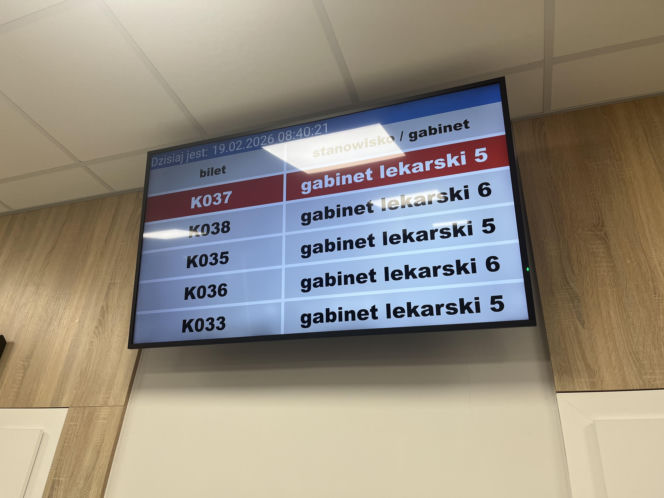 Dzisiaj jest: 19.02.2026 08:40:21
bilet stanowisko / gabinet
K037 gabinet lekarski 5
K038 gabinet lekarski 6
K035 gabinet lekarski 5
K036 gabinet lekarski 6
K033 gabinet lekarski 5